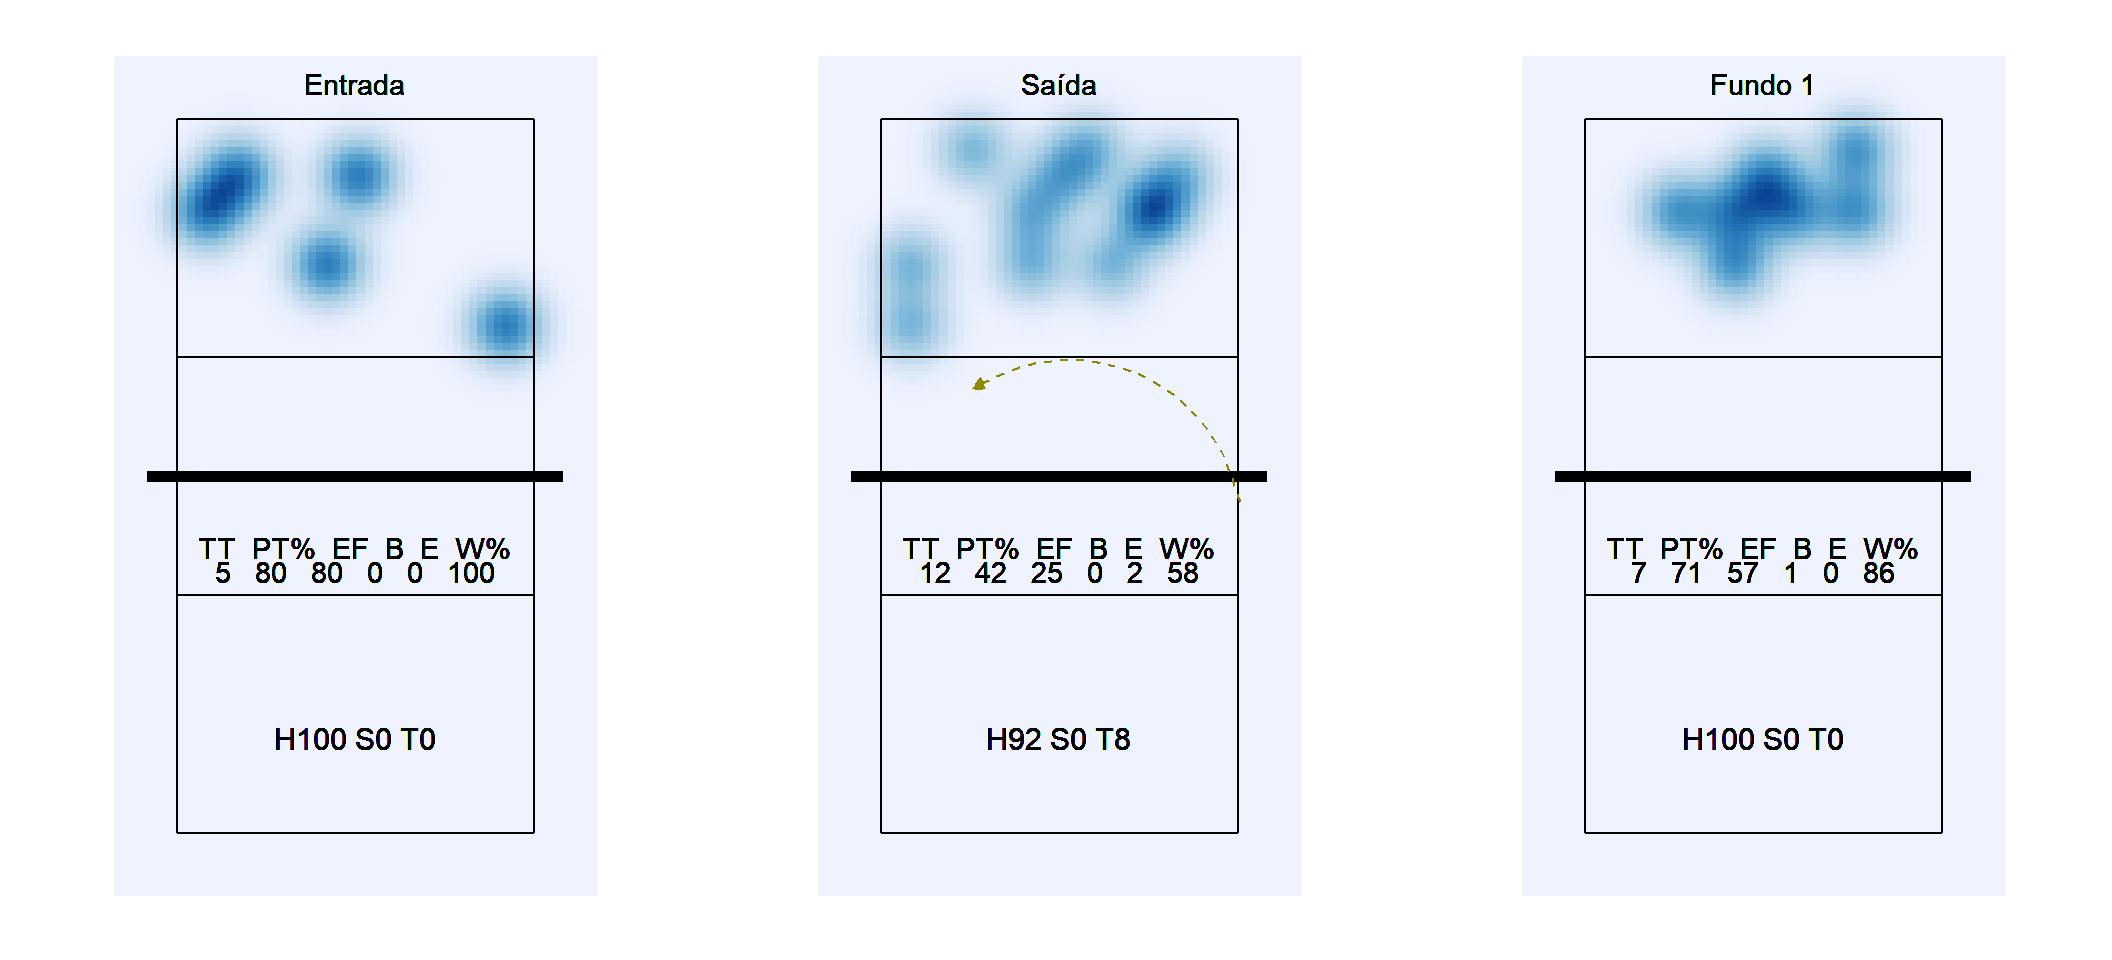 Entrada
TT PT% EF B E W%
5 80 80 0 0 100
H100 S0 T0
Saída
TT PT% EF B E W%
12 42 25 0 2 58
H92 S0 T8
Fundo 1
TT PT% EF B E W%
7 71 57 1 0 86
H100 S0 T0